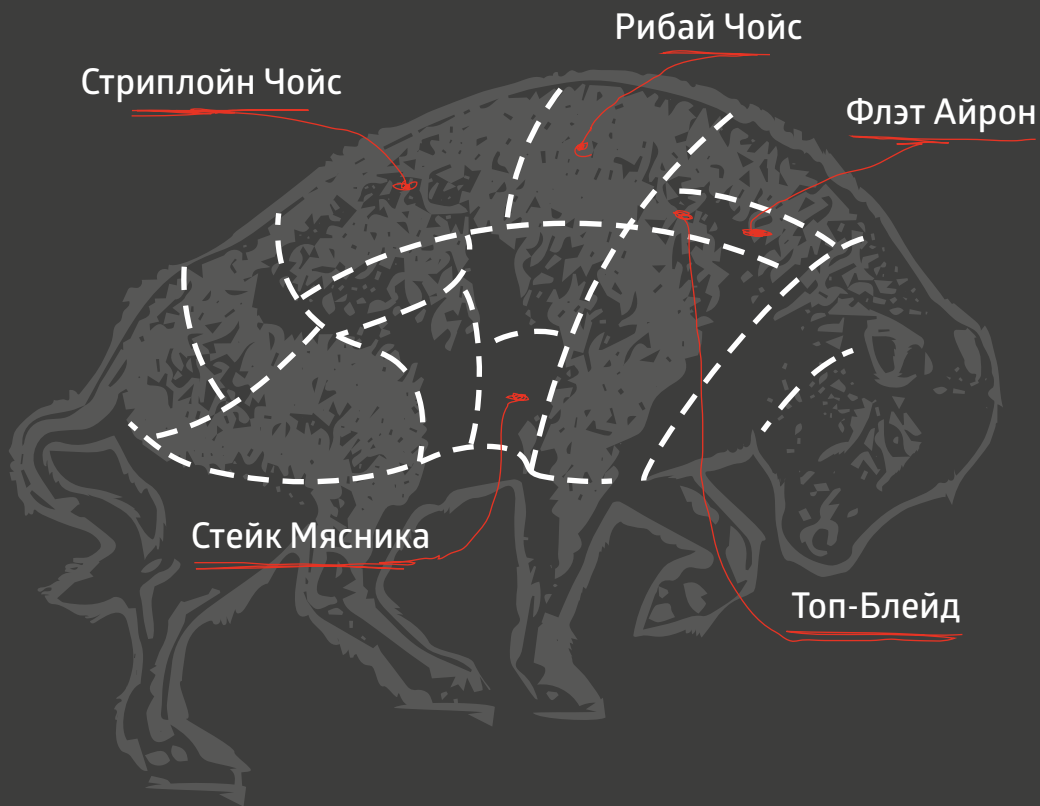 Рибай Чойс
Стриплойн Чойс
Флэт Айрон
Стейк Мясника
Топ-Блейд